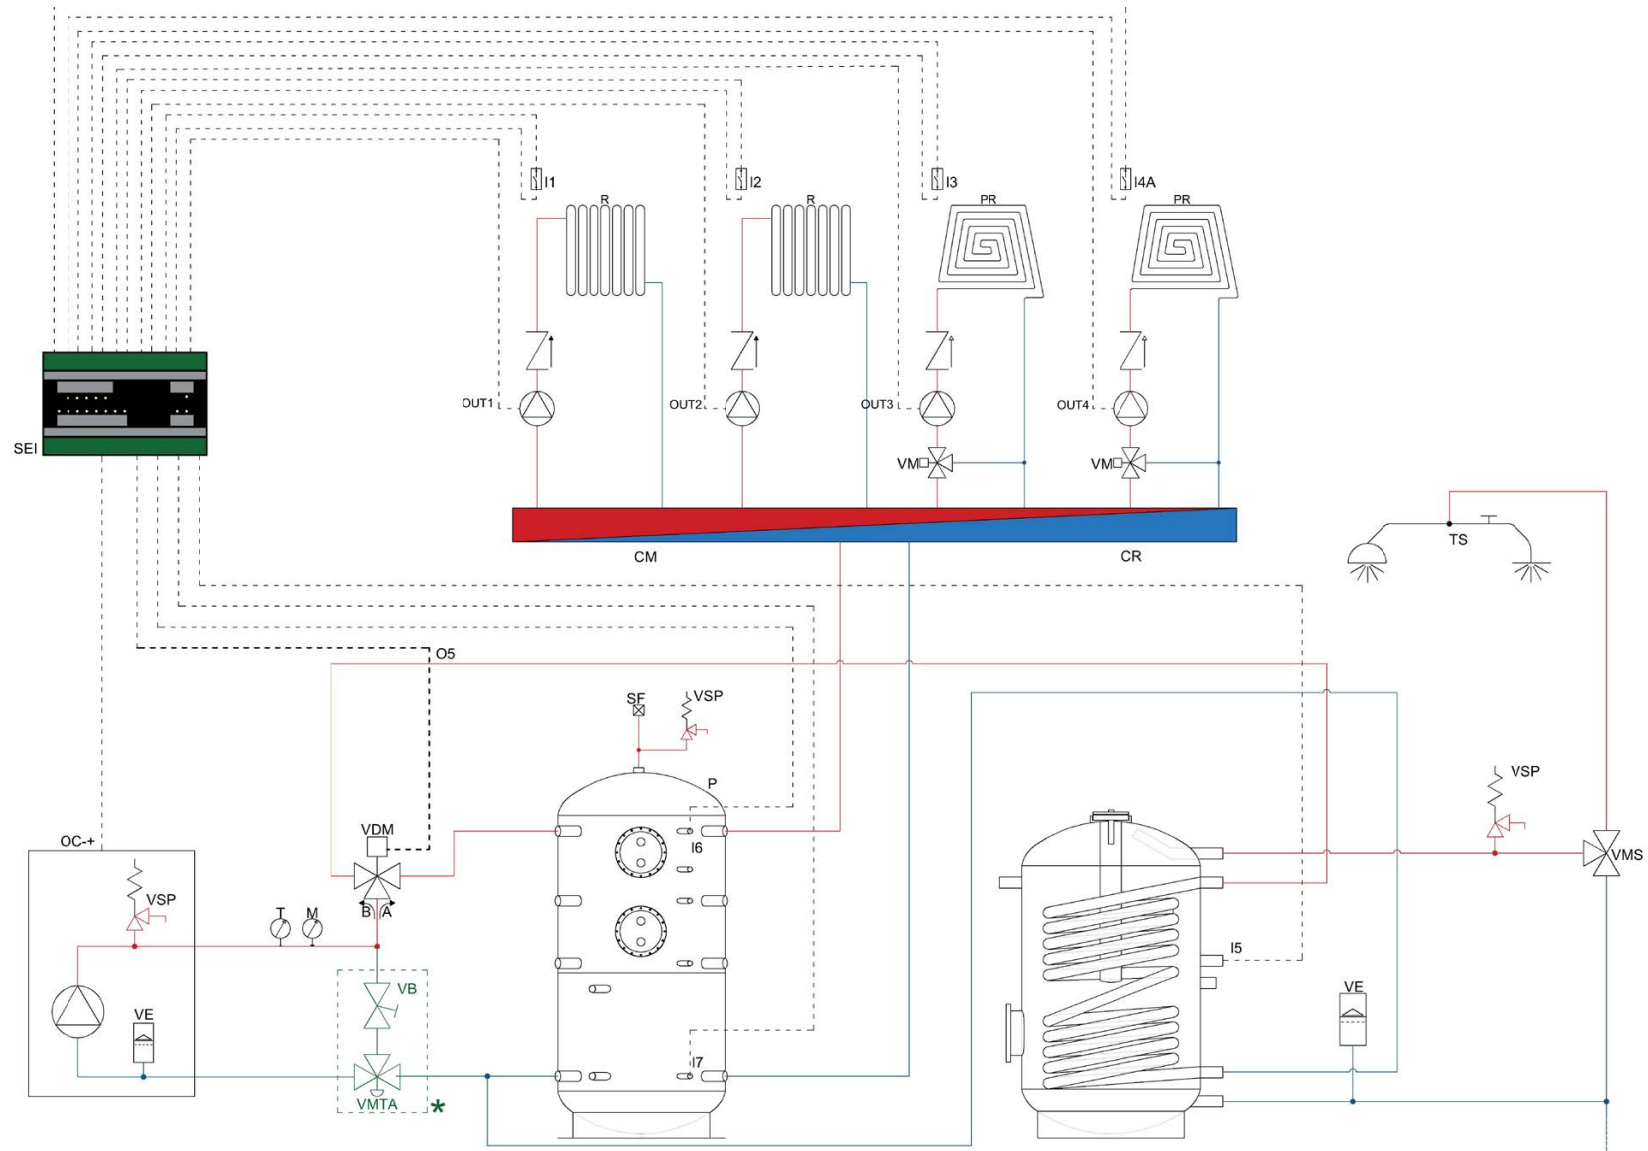 I1
I2
I3
I4A
R
R
PR
PR
OUT1
OUT2
OUT3
OUT4
SEI
VM
VM
CM
CR
TS
O5
SF
VSP
P
VSP
OC-+
VDM
I6
VMS
VSP
B
A
T
M
I5
VB
VE
VE
I7
VMTA
*